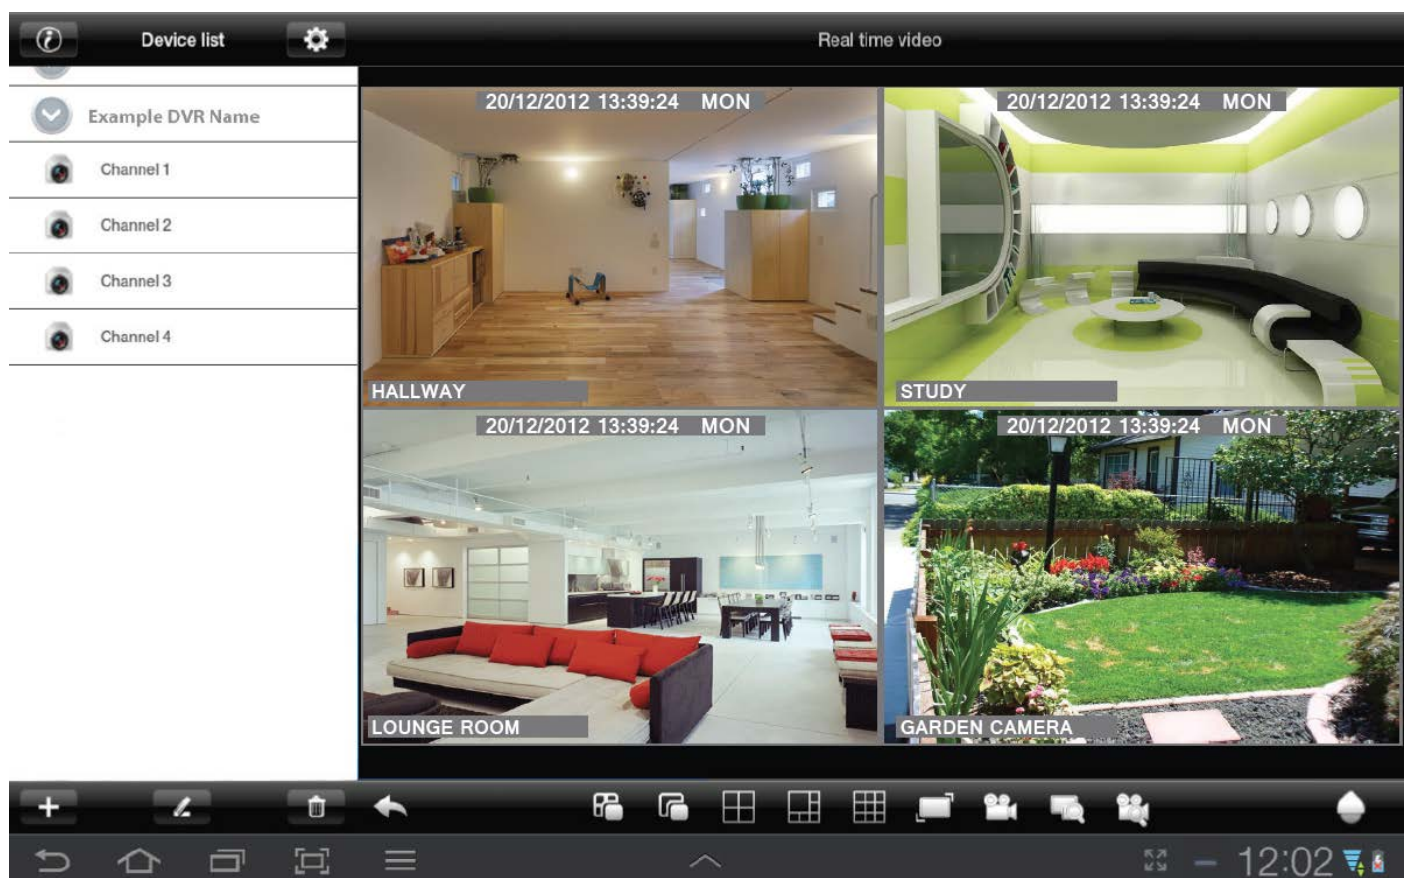 Device list
Real time video
Example DVR Name
Channel 1
Channel 2
Channel 3
Channel 4
20/12/2012 13:39:24 MON
20/12/2012 13:39:24 MON
HALLWAY
STUDY
20/12/2012 13:39:24 MON
20/12/2012 13:39:24 MON
LOUNGE ROOM
GARDEN CAMERA
12:02